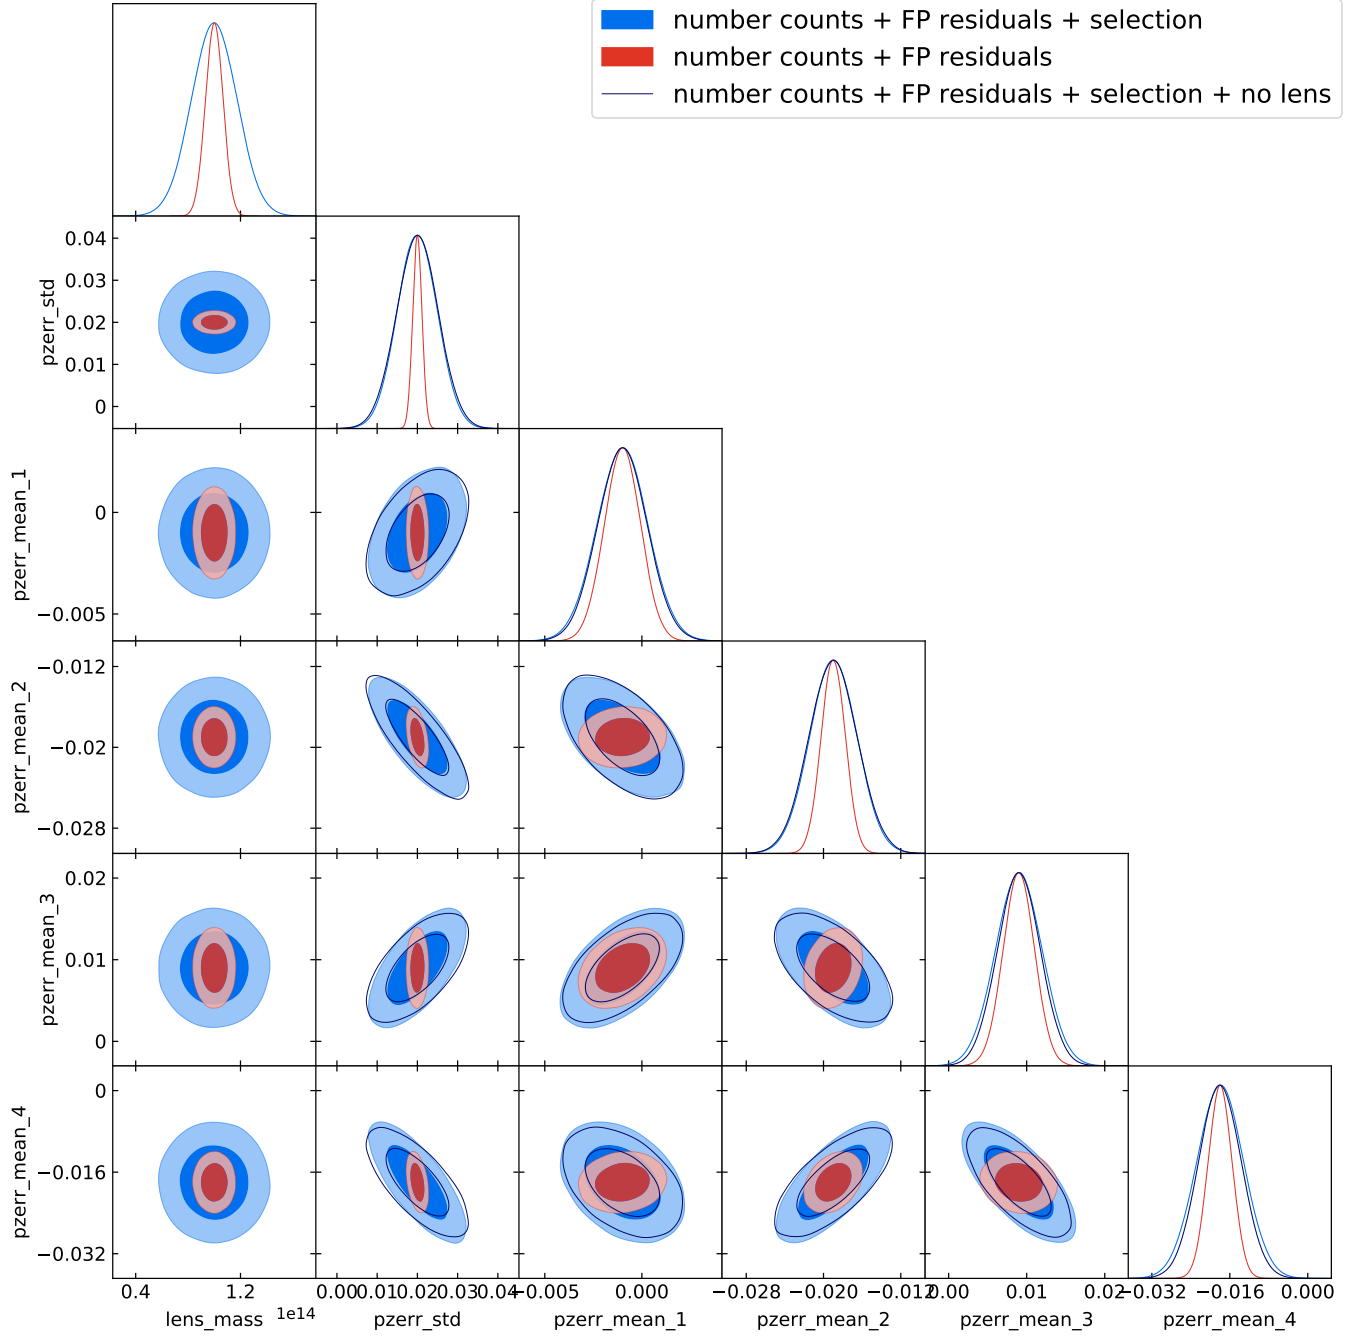 number counts + FP residuals + selection
number counts + FP residuals
number counts + FP residuals + selection + no lens
0.04
0.03
0.02
0.01
0
pzerr_std
0
−0.005
pzerr_mean_1
−0.012
−0.02
−0.028
pzerr_mean_2
0.02
0.01
0
pzerr_mean_3
0
−0.016
−0.032
pzerr_mean_4
0.4 1.2
1e14
lens_mass
0.00 0.01 0.02 0.03 0.04
pzerr_std
−0.005 0.000
pzerr_mean_1
−0.028 −0.020 −0.012
pzerr_mean_2
0.00 0.01 0.02
pzerr_mean_3
−0.032 −0.016 0.000
pzerr_mean_4